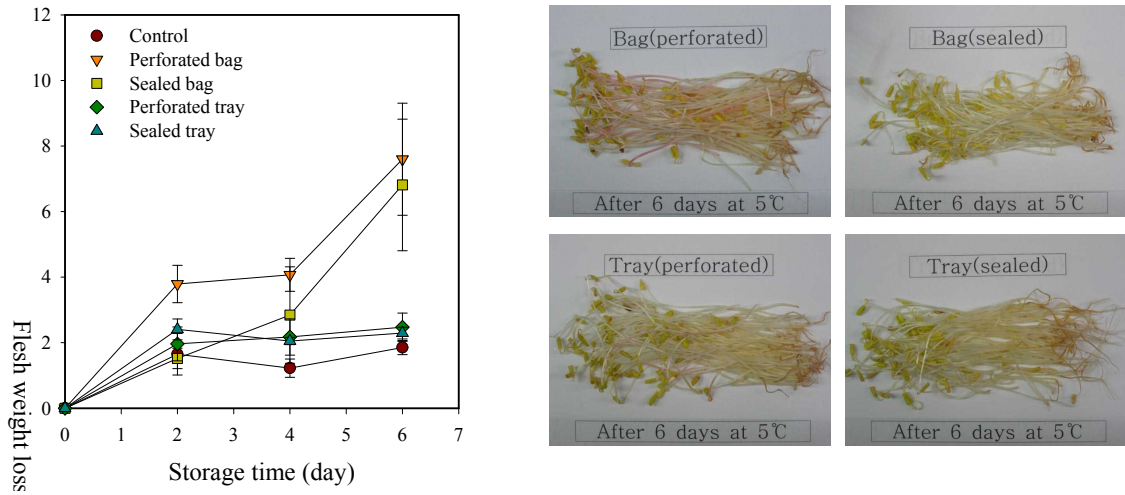 14
12
10
8
6
4
2
0
Control
Perforated bag
Sealed bag
Perforated tray
Sealed tray
0 1 2 3 4 5 6 7
Storage time (day)
Flesh weight loss
Bag(perforated)
After 6 days at 5℃
Bag(sealed)
After 6 days at 5℃
Tray(perforated)
After 6 days at 5℃
Tray(sealed)
After 6 days at 5℃